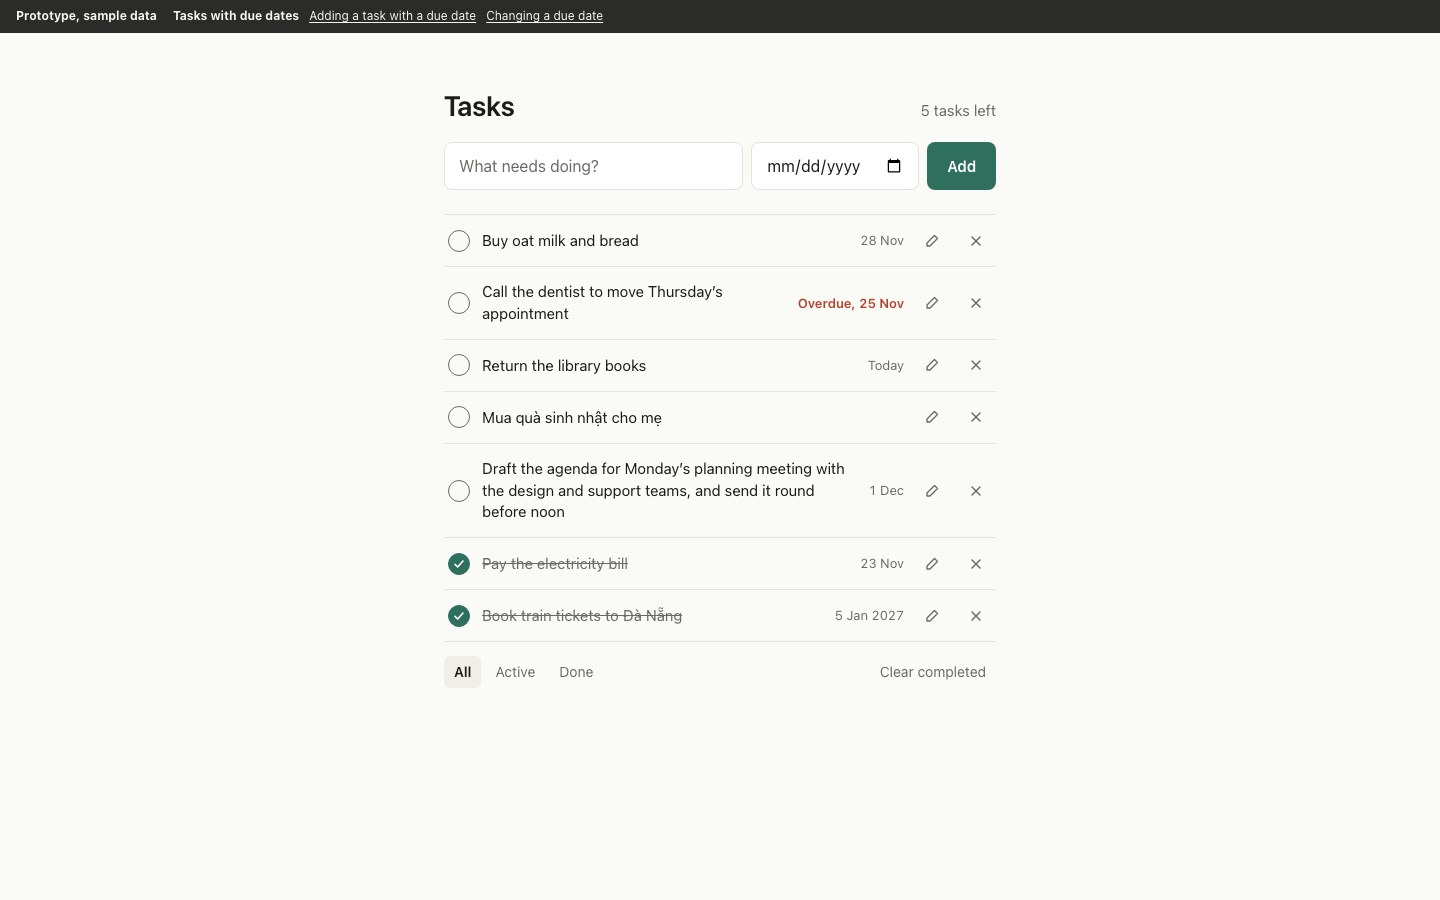 Prototype, sample data Tasks with due dates Adding a task with a due date Changing a due date
Tasks 5 tasks left
What needs doing? mm/dd/yyyy Add
Buy oat milk and bread 28 Nov
Call the dentist to move Thursday’s
appointment Overdue, 25 Nov
Return the library books Today
Mua quà sinh nhật cho mẹ
Draft the agenda for Monday’s planning meeting with
the design and support teams, and send it round 1 Dec
before noon
Pay the electricity bill 23 Nov
Book train tickets to Đà Nẵng 5 Jan 2027
All Active Done Clear completed